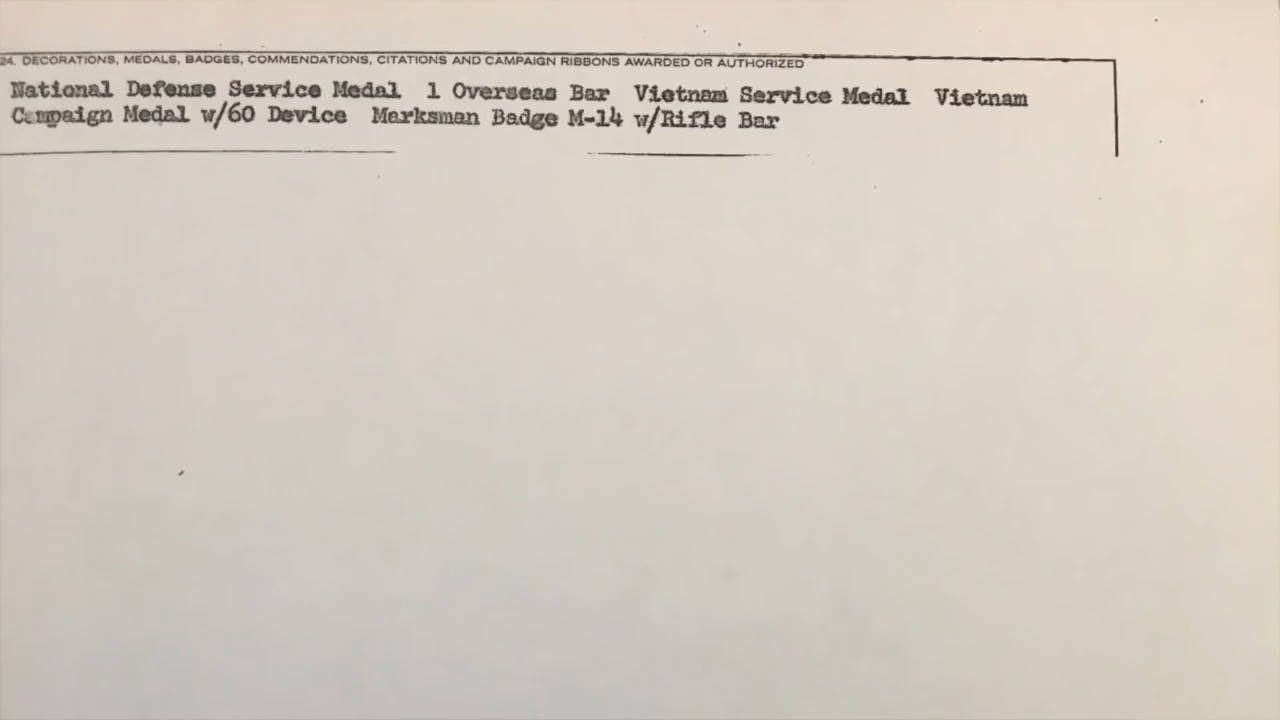 24. DECORATIONS, MEDALS, BADGES, COMMENDATIONS, CITATIONS AND CAMPAIGN RIBBONS AWARDED OR AUTHORIZED
National Defense Service Medal 1 Overseas Bar Vietnam Service Medal Vietnam
Campaign Medal w/60 Device Marksman Badge M-14 w/Rifle Bar